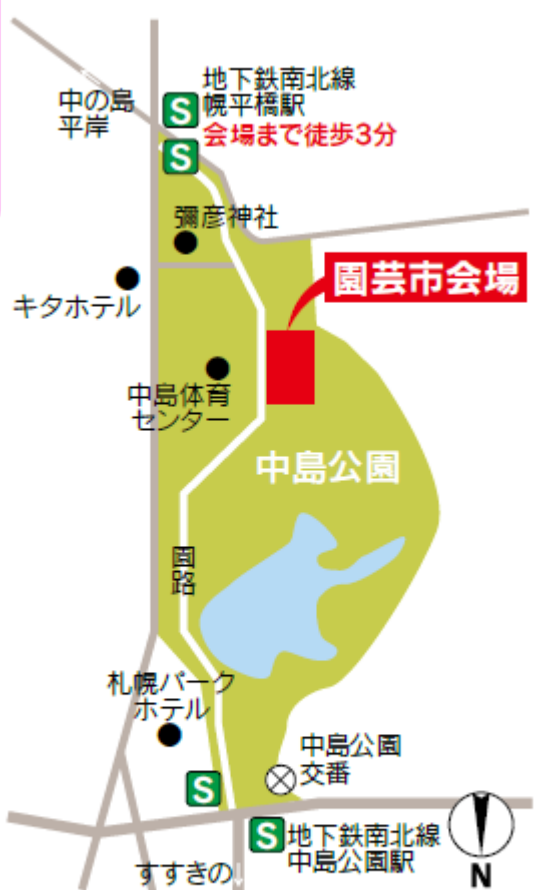 地下鉄南北線
幌平橋駅
会場まで徒歩3分
中の島
平岸
S
S
彌彦神社
園芸市会場
キタホテル
中島体育
センター
中島公園
園路
札幌パーク
ホテル
中島公園
交番
S
S
地下鉄南北線
中島公園駅
すすきの
N